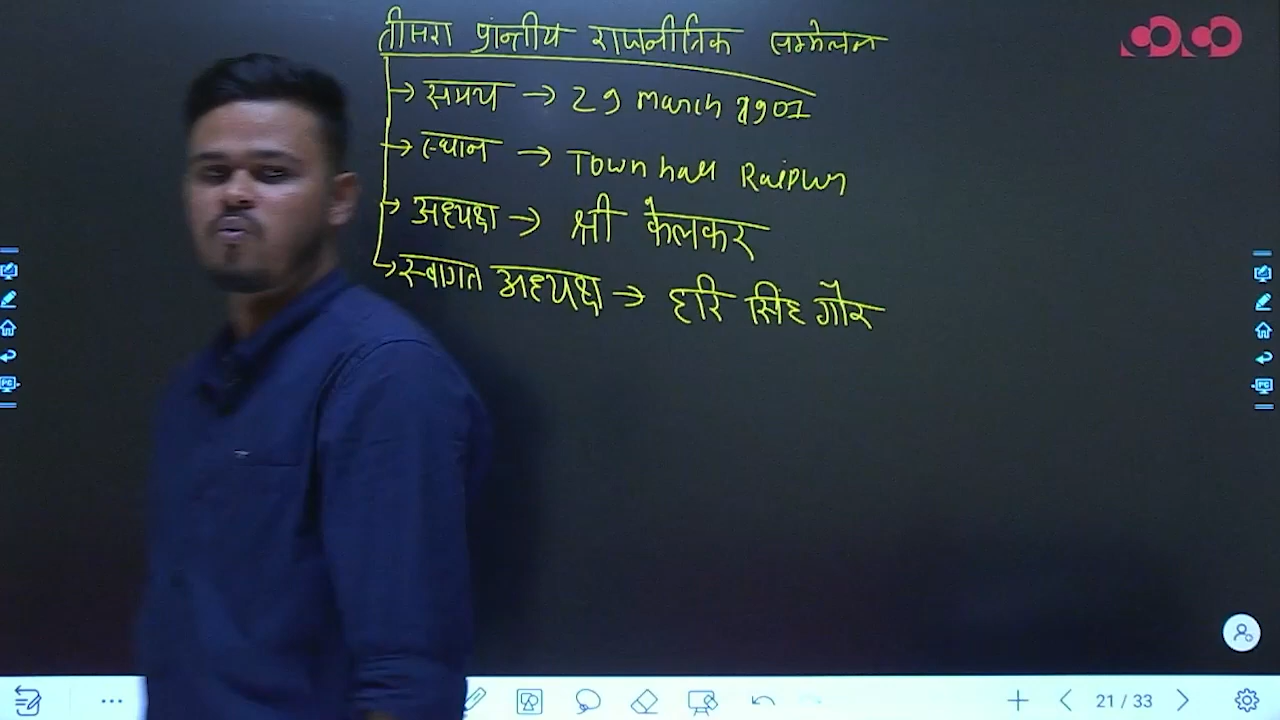 तीसरा प्रान्तीय राजनीतिक सम्मेलन
→ समय → 29 March 1901
→ स्थान → Town hall Raipur
→ अध्यक्ष → श्री केलकर
→ स्वागत अध्यक्ष → हरि सिंह गौर
21 / 33